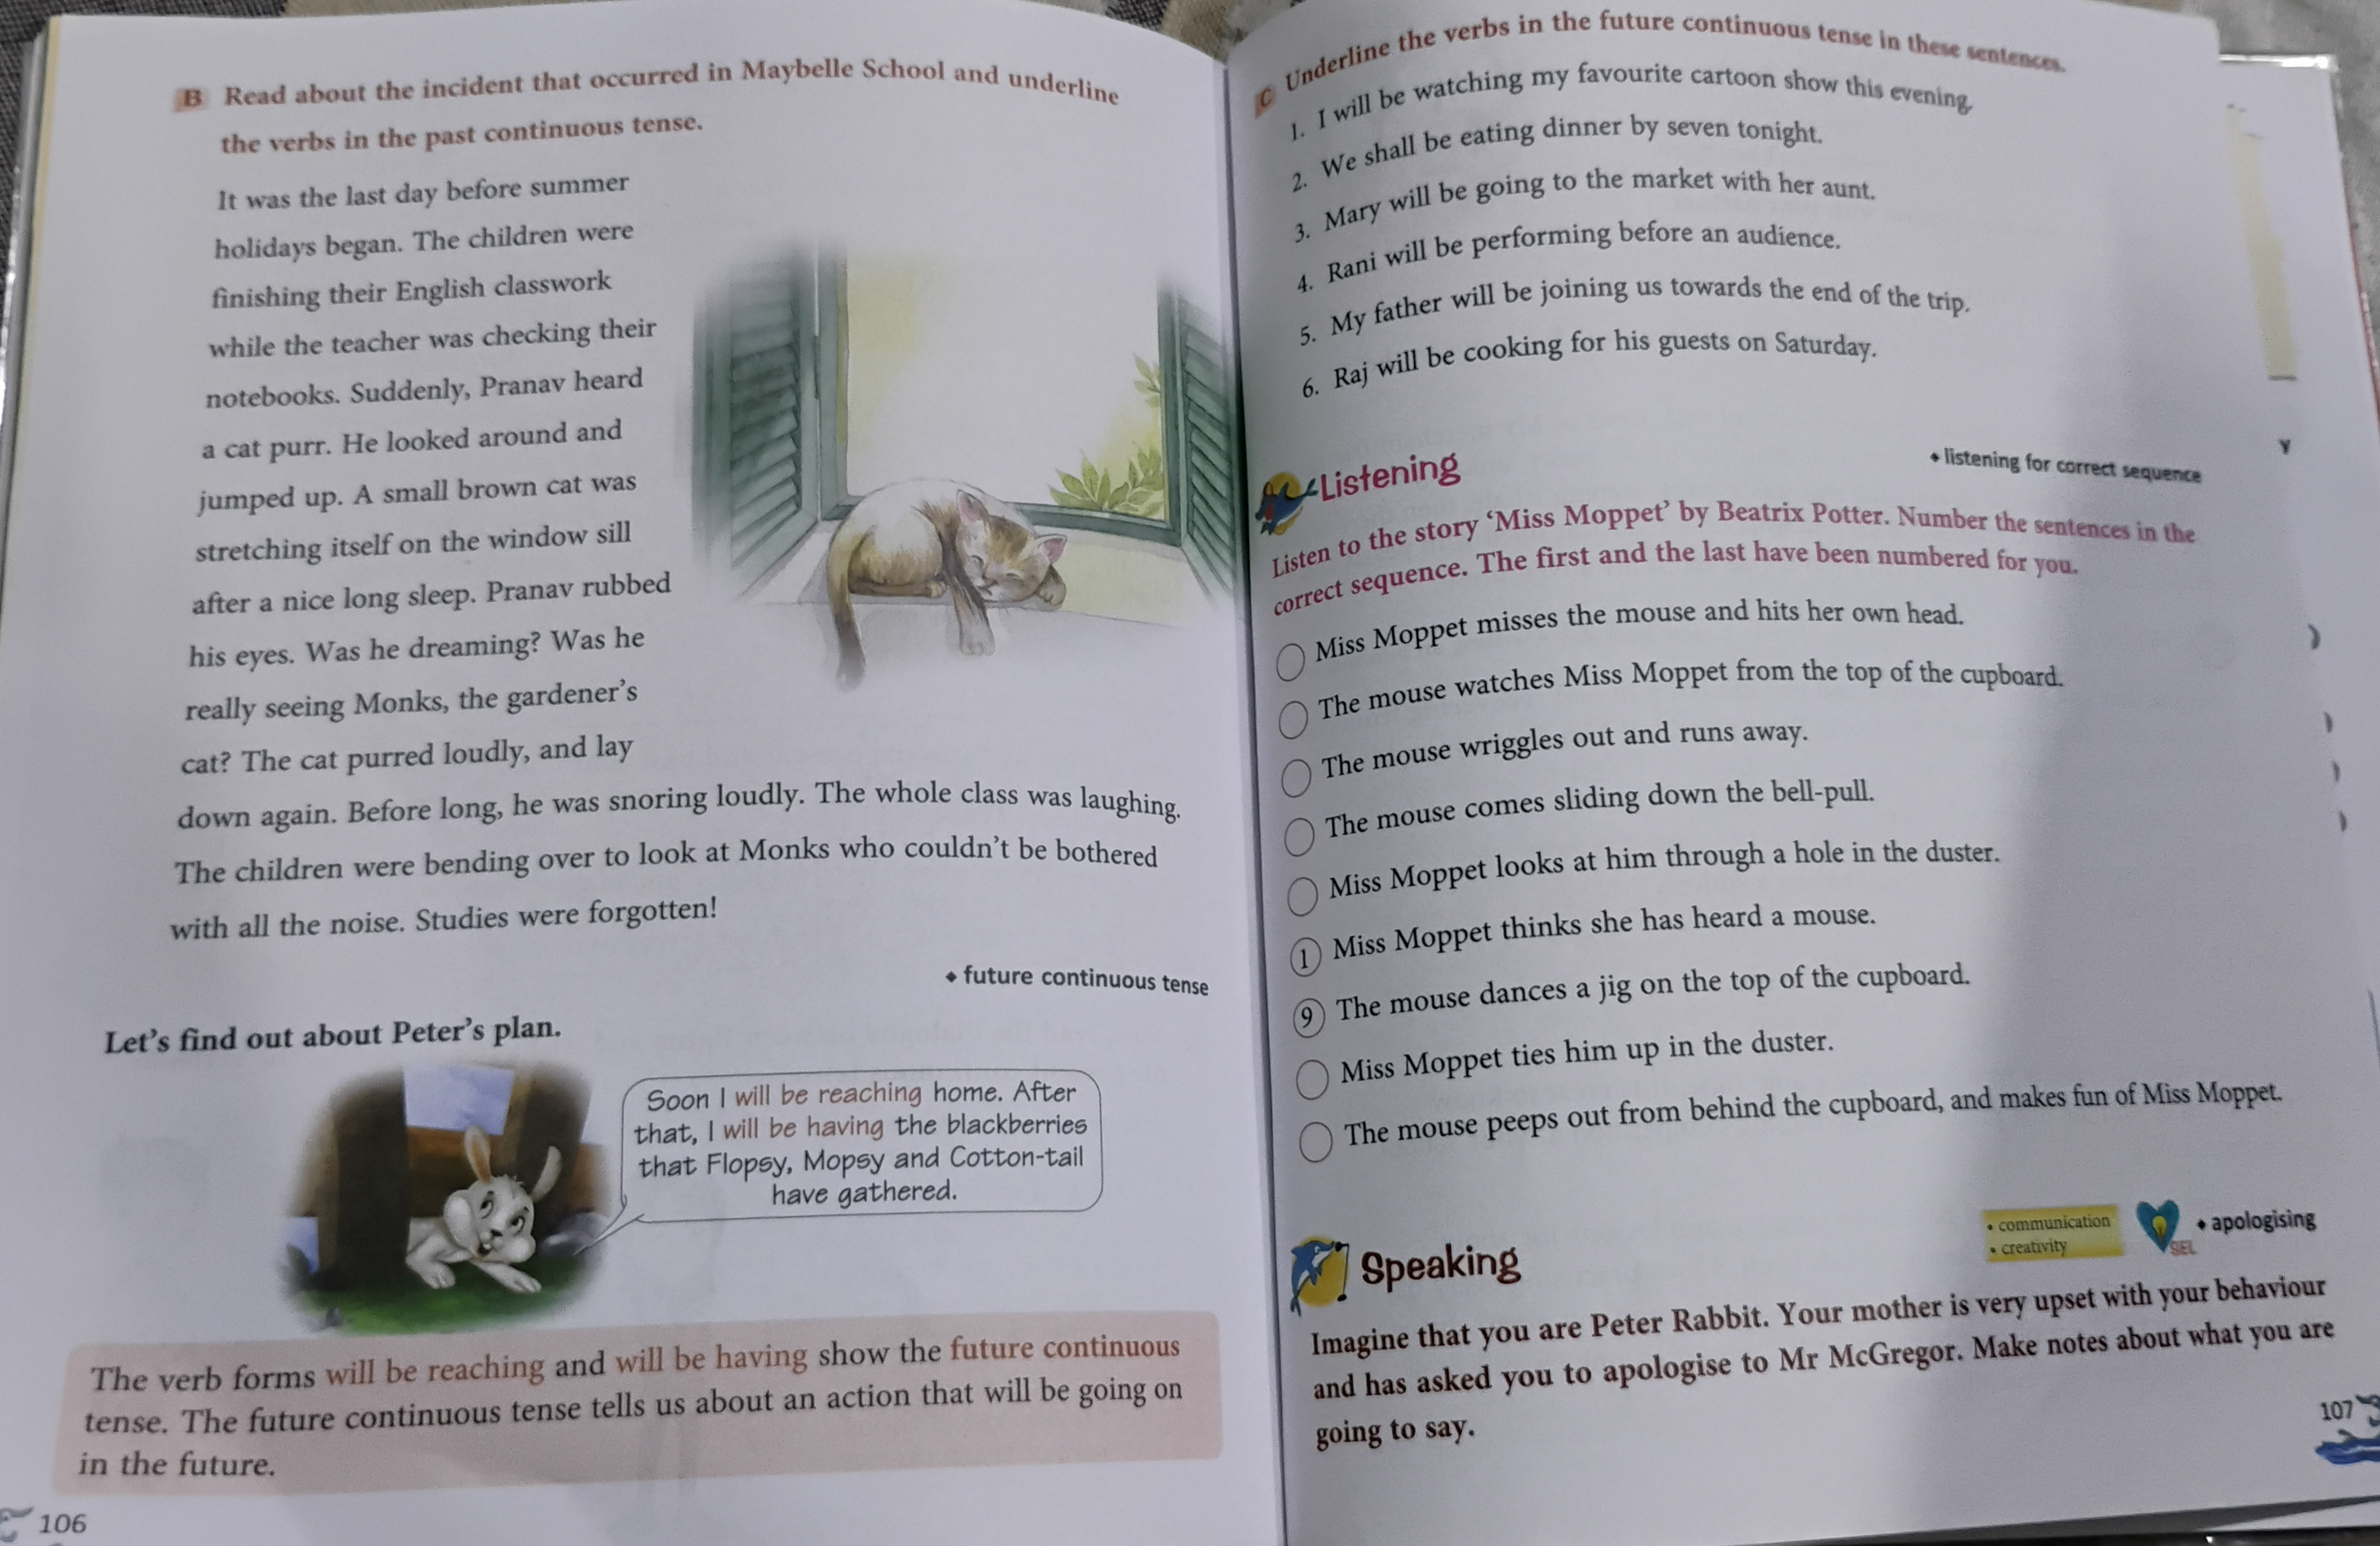 B Read about the incident that occurred in Maybelle School and underline
the verbs in the past continuous tense.
It was the last day before summer
holidays began. The children were
finishing their English classwork
while the teacher was checking their
notebooks. Suddenly, Pranav heard
a cat purr. He looked around and
jumped up. A small brown cat was
stretching itself on the window sill
after a nice long sleep. Pranav rubbed
his eyes. Was he dreaming? Was he
really seeing Monks, the gardener's
cat? The cat purred loudly, and lay
down again. Before long, he was snoring loudly. The whole class was laughing.
The children were bending over to look at Monks who couldn't be bothered
with all the noise. Studies were forgotten!
◆ future continuous tense
Let's find out about Peter's plan.
Soon I will be reaching home. After
that, I will be having the blackberries
that Flopsy, Mopsy and Cotton-tail
have gathered.
The verb forms will be reaching and will be having show the future continuous
tense. The future continuous tense tells us about an action that will be going on
in the future.
106
C Underline the verbs in the future continuous tense in these sentences.
1. I will be watching my favourite cartoon show this evening.
2. We shall be eating dinner by seven tonight.
3. Mary will be going to the market with her aunt.
4. Rani will be performing before an audience.
5. My father will be joining us towards the end of the trip.
6. Raj will be cooking for his guests on Saturday.
Listening
◆ listening for correct sequence
Listen to the story 'Miss Moppet' by Beatrix Potter. Number the sentences in the
correct sequence. The first and the last have been numbered for you.
Miss Moppet misses the mouse and hits her own head.
The mouse watches Miss Moppet from the top of the cupboard.
The mouse wriggles out and runs away.
The mouse comes sliding down the bell-pull.
Miss Moppet looks at him through a hole in the duster.
1 Miss Moppet thinks she has heard a mouse.
9 The mouse dances a jig on the top of the cupboard.
Miss Moppet ties him up in the duster.
The mouse peeps out from behind the cupboard, and makes fun of Miss Moppet.
Speaking
• communication
• creativity
SEL
◆ apologising
Imagine that you are Peter Rabbit. Your mother is very upset with your behaviour
and has asked you to apologise to Mr McGregor. Make notes about what you are
going to say.
107